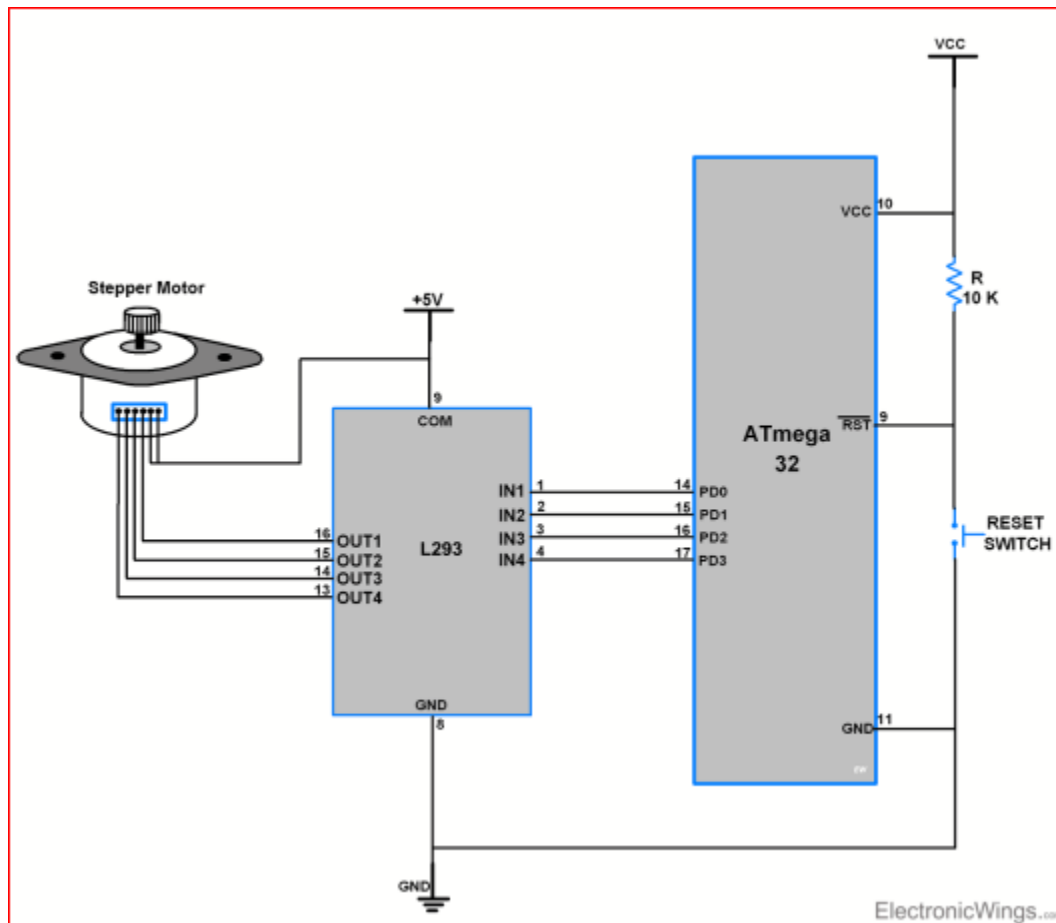 VCC
VCC 10
R
10 K
Stepper Motor
+5V
9
COM
RST 9
ATmega
32
IN1 1 14 PD0
IN2 2 15 PD1
IN3 3 16 PD2
IN4 4 17 PD3
L293
16 OUT1
15 OUT2
14 OUT3
13 OUT4
RESET
SWITCH
GND
8
GND 11
GND